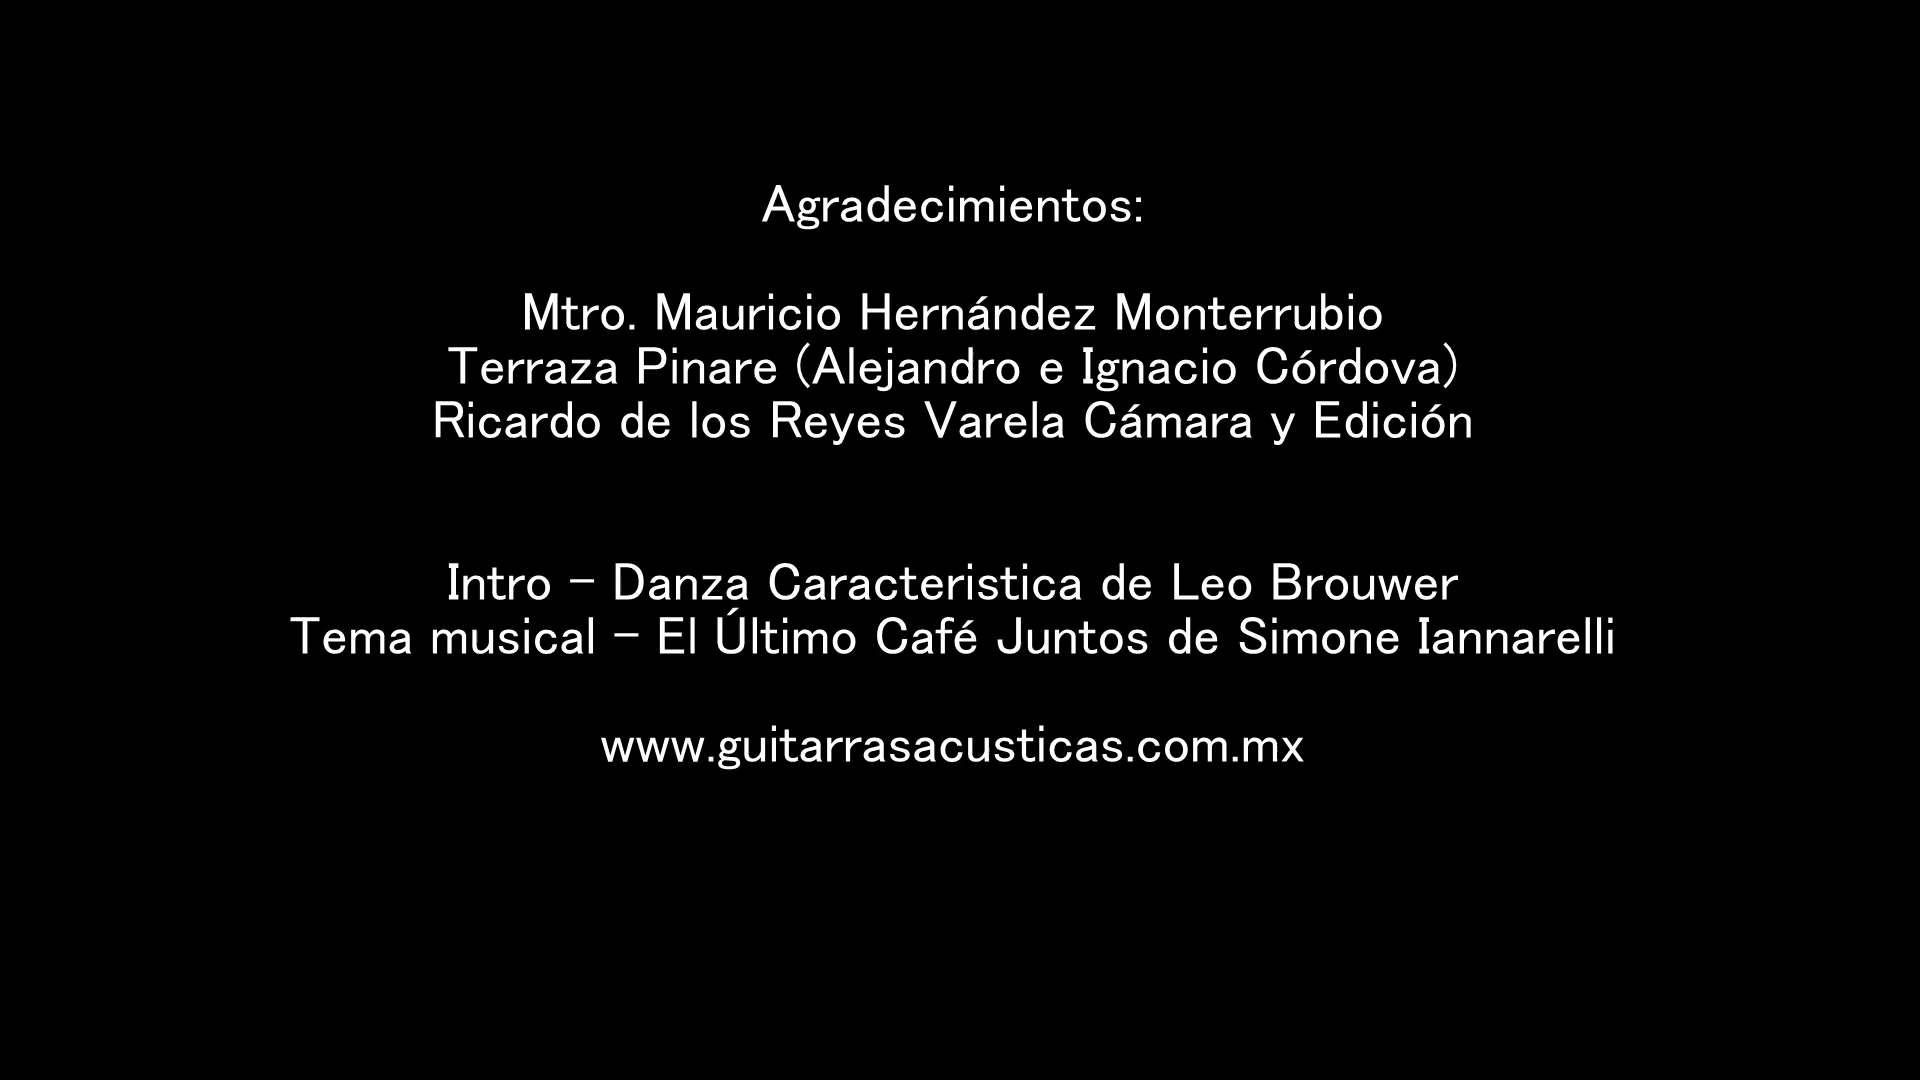 Agradecimientos:
Mtro. Mauricio Hernández Monterrubio
Terraza Pinare (Alejandro e Ignacio Córdova)
Ricardo de los Reyes Varela Cámara y Edición
Intro - Danza Caracteristica de Leo Brouwer
Tema musical - El Último Café Juntos de Simone Iannarelli
www.guitarrasacusticas.com.mx